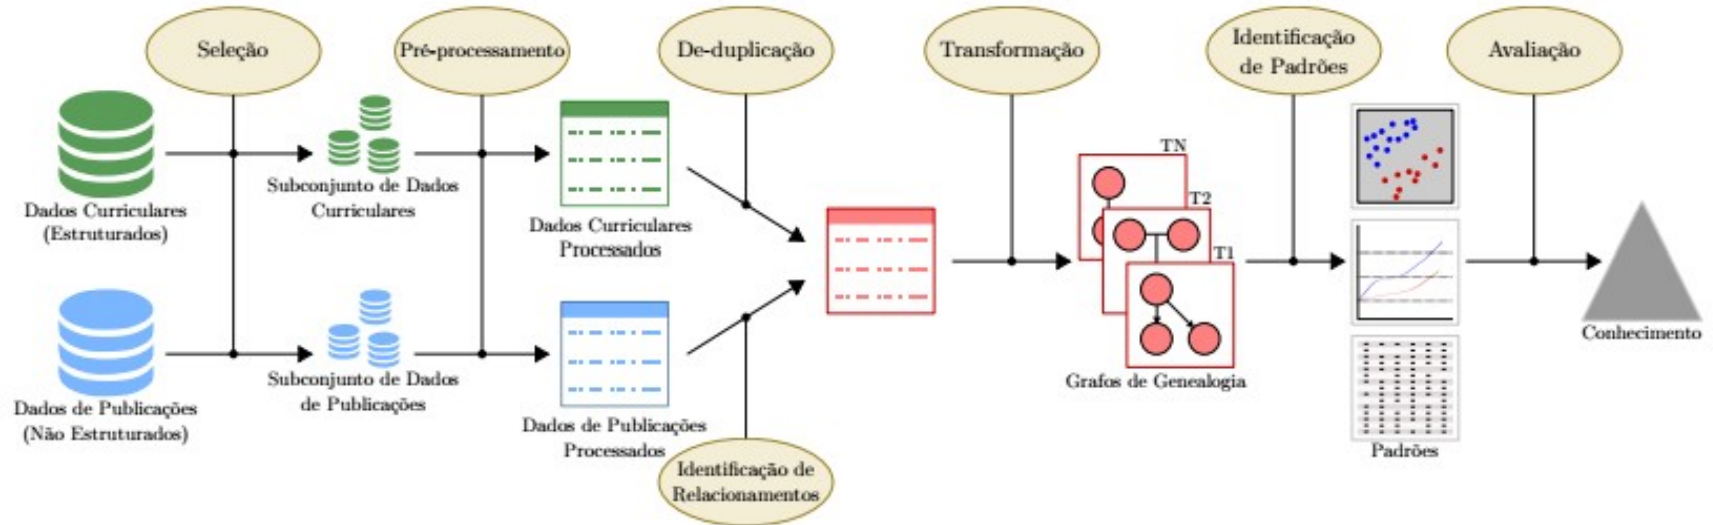 Seleção
Pré-processamento
De-duplicação
Transformação
Identificação
de Padrões
Avaliação
Dados Curriculares
(Estruturados)
Subconjunto de Dados
Curriculares
Dados Curriculares
Processados
TN
T2
T1
Grafos de Genealogia
Conhecimento
Dados de Publicações
(Não Estruturados)
Subconjunto de Dados
de Publicações
Dados de Publicações
Processados
Padrões
Identificação de
Relacionamentos